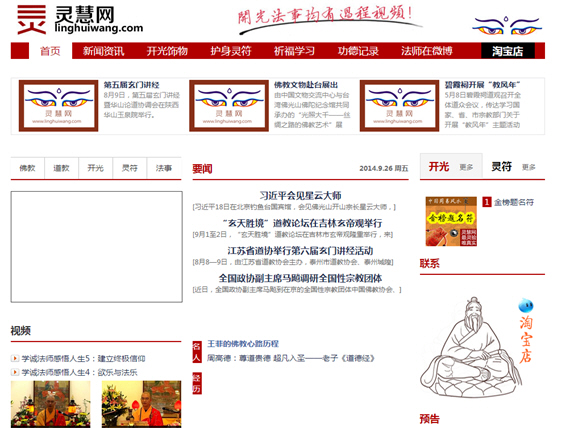 灵慧网
linghuiwang.com
開光法事均有過程视频！
首页 新闻资讯 开光饰物 护身灵符 祈福学习 功德记录 法师在微博 淘宝店
灵慧网
www.linghuiwang.com
第五届玄门讲经
8月9日，第五届玄门讲经
暨华山论道协调会在陕西
华山玉泉院举行。
灵慧网
www.linghuiwang.com
佛教文物赴台展出
由中国文物交流中心与台
湾佛光山佛陀纪念馆共同
承办的“光照大千——丝
绸之路的佛教艺术”展
灵慧网
www.linghuiwang.com
碧霞祠开展“教风年”
5月8日碧霞祠道观召开全
体道众会议，传达学习国
家、省、市宗教部门关于
开展“教风年”主题活动
佛教 道教 开光 灵符 法事
要闻 2014.9.26 周五
习近平会见星云大师
[习近平18日在北京钓鱼台国宾馆，会见佛光山开山宗长星云大师，]
“玄天胜境”道教论坛在吉林玄帝观举行
[9月1至2日，“玄天胜境”道教论坛在吉林市玄帝观隆重举行，来]
江苏省道协举行第六届玄门讲经活动
[8月8—9日，由江苏省道教协会主办，泰州市道教协会、泰州城隍]
全国政协副主席马飚调研全国性宗教团体
[近日，全国政协副主席马飚到在京的全国性宗教团体中国佛教协会、]
开光 更多 灵符 更多
金榜题名符
灵慧网
1 金榜题名符
联系
淘宝店
预告
视频
学诚法师感悟人生5：建立终极信仰
学诚法师感悟人生4：欲乐与法乐
名人
经历
王菲的佛教心路历程
周高德：尊道贵德 超凡入圣——老子《道德经》